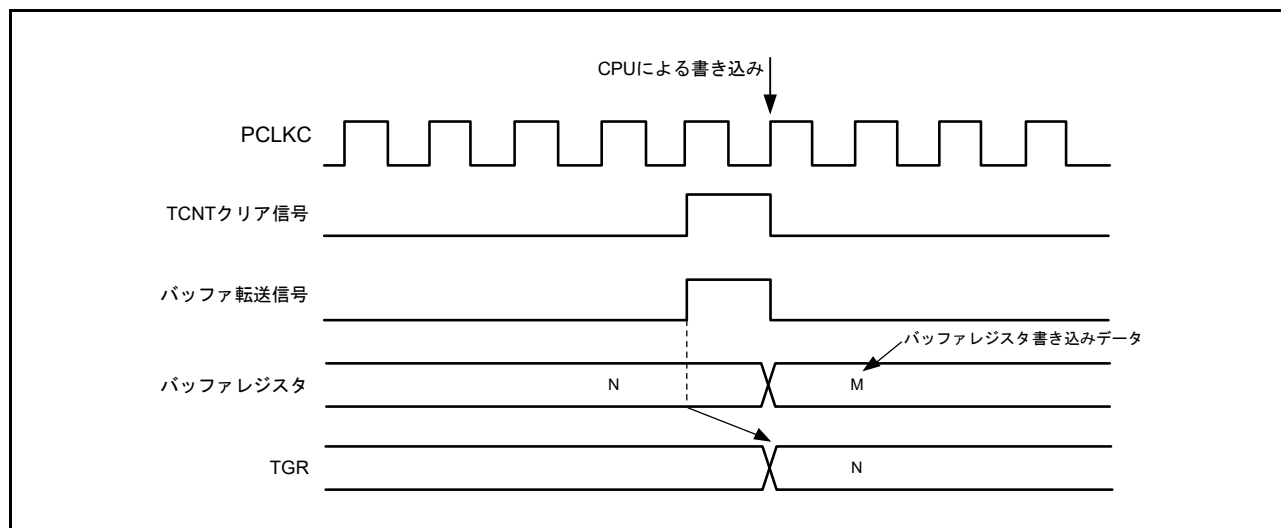 CPUによる書き込み
PCLKC
TCNTクリア信号
バッファ転送信号
バッファレジスタ書き込みデータ
バッファレジスタ
N
M
TGR
N